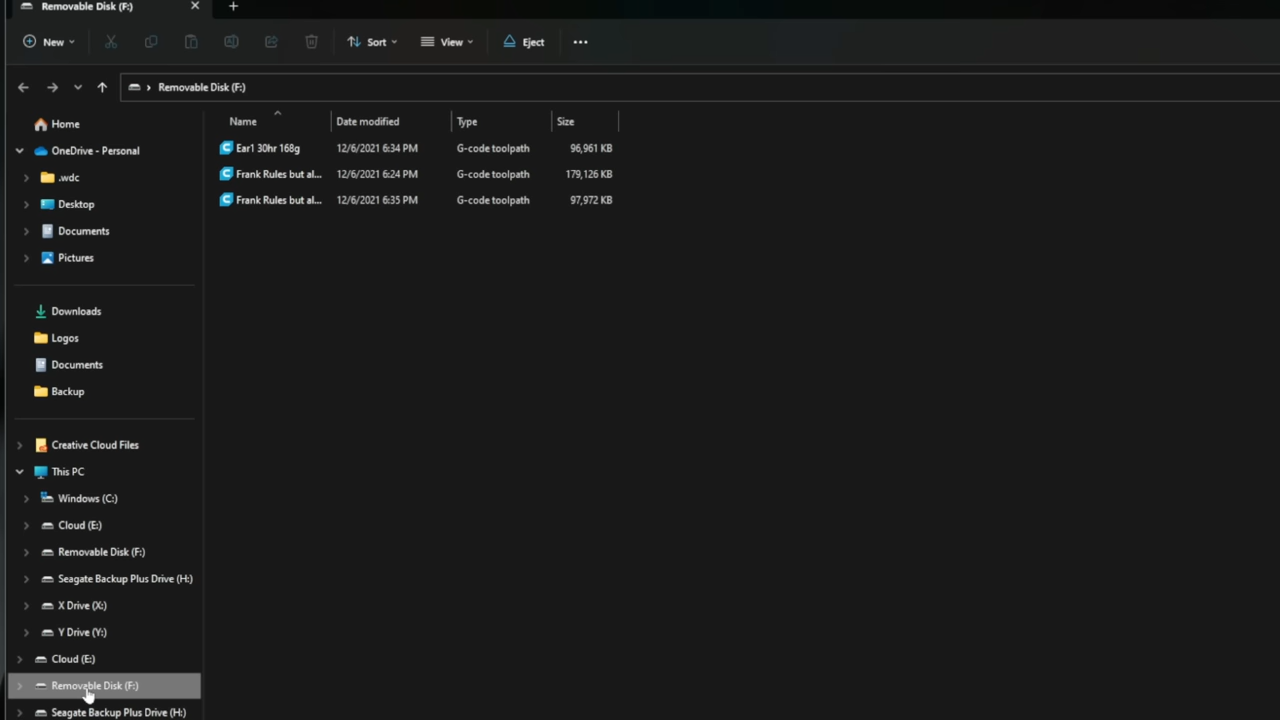 Removable Disk (F:)
New
Sort
View
Eject
Removable Disk (F:)
Home
OneDrive - Personal
.wdc
Desktop
Documents
Pictures
Downloads
Logos
Documents
Backup
Creative Cloud Files
This PC
Windows (C:)
Cloud (E:)
Removable Disk (F:)
Seagate Backup Plus Drive (H:)
X Drive (X:)
Y Drive (Y:)
Cloud (E:)
Removable Disk (F:)
Seagate Backup Plus Drive (H:)
Name Date modified Type Size
Ear1 30hr 168g 12/6/2021 6:34 PM G-code toolpath 96,961 KB
Frank Rules but al... 12/6/2021 6:24 PM G-code toolpath 179,126 KB
Frank Rules but al... 12/6/2021 6:35 PM G-code toolpath 97,972 KB